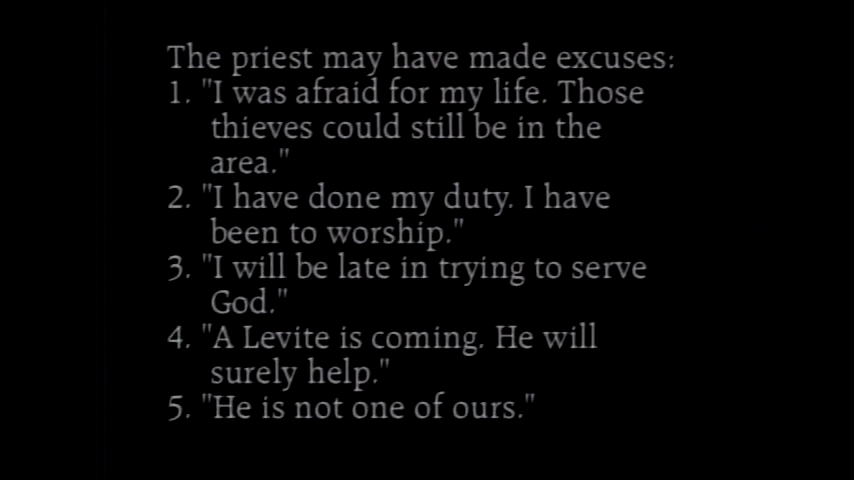 The priest may have made excuses:
1. "I was afraid for my life. Those
thieves could still be in the
area."
2. "I have done my duty. I have
been to worship."
3. "I will be late in trying to serve
God."
4. "A Levite is coming. He will
surely help."
5. "He is not one of ours."